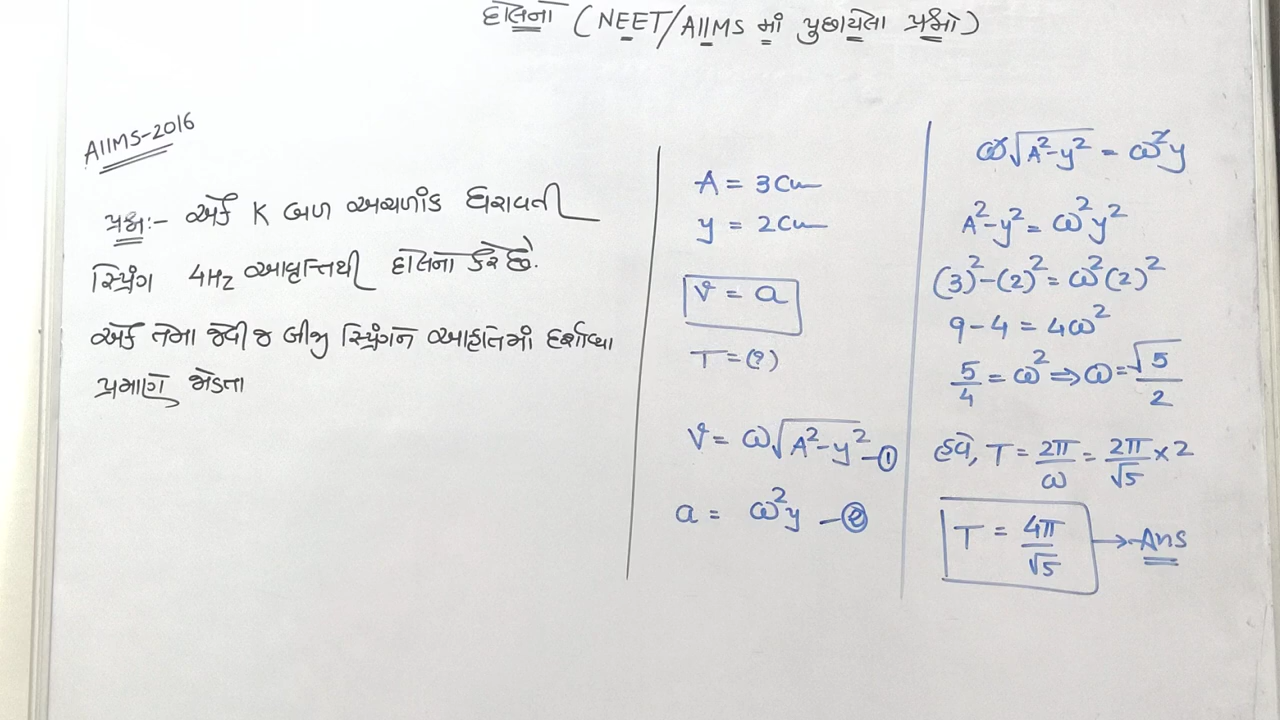 દોલનો (NEET/AIIMS માં પુછાયેલા પ્રશ્નો)
AIIMS-2016
પ્રશ્ન:- એક K બળ અચળાંક ધરાવતી
સ્પ્રિંગ 4Hz આવૃત્તિથી દોલનો કરે છે.
એક તેના જેવી જ બીજી સ્પ્રિંગને આકૃતિમાં દર્શાવ્યા
પ્રમાણે જોડતા
A = 3cm
y = 2cm
v = a
T = (?)
v = ω√A²-y² -①
a = ω²y -②
ω√A²-y² = ω²y
A²-y² = ω²y²
(3)²-(2)² = ω²(2)²
9-4 = 4ω²
5/4 = ω² ⇒ ω = √5/2
હવે, T = 2π/ω = 2π/√5 × 2
T = 4π/√5 → Ans